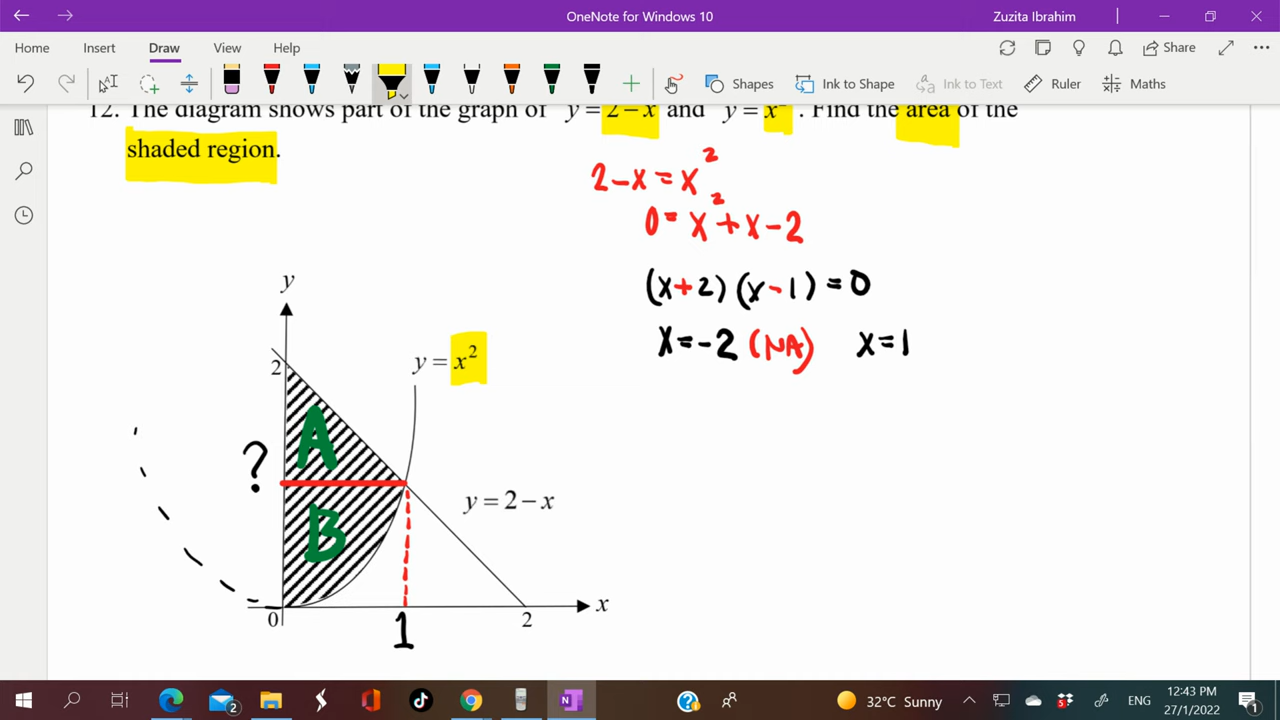 OneNote for Windows 10
Zuzita Ibrahim
Home Insert Draw View Help
Share
Shapes Ink to Shape Ink to Text Ruler Maths
12. The diagram shows part of the graph of y = 2 − x and y = x² . Find the area of the
shaded region.
2-x = x²
0 = x² + x - 2
(x+2) (x-1) = 0
x = -2 (NA) x = 1
y
2
y = x²
A
?
y = 2 − x
B
x
0
1
2
2
5
32°C Sunny
ENG
12:43 PM
27/1/2022
1